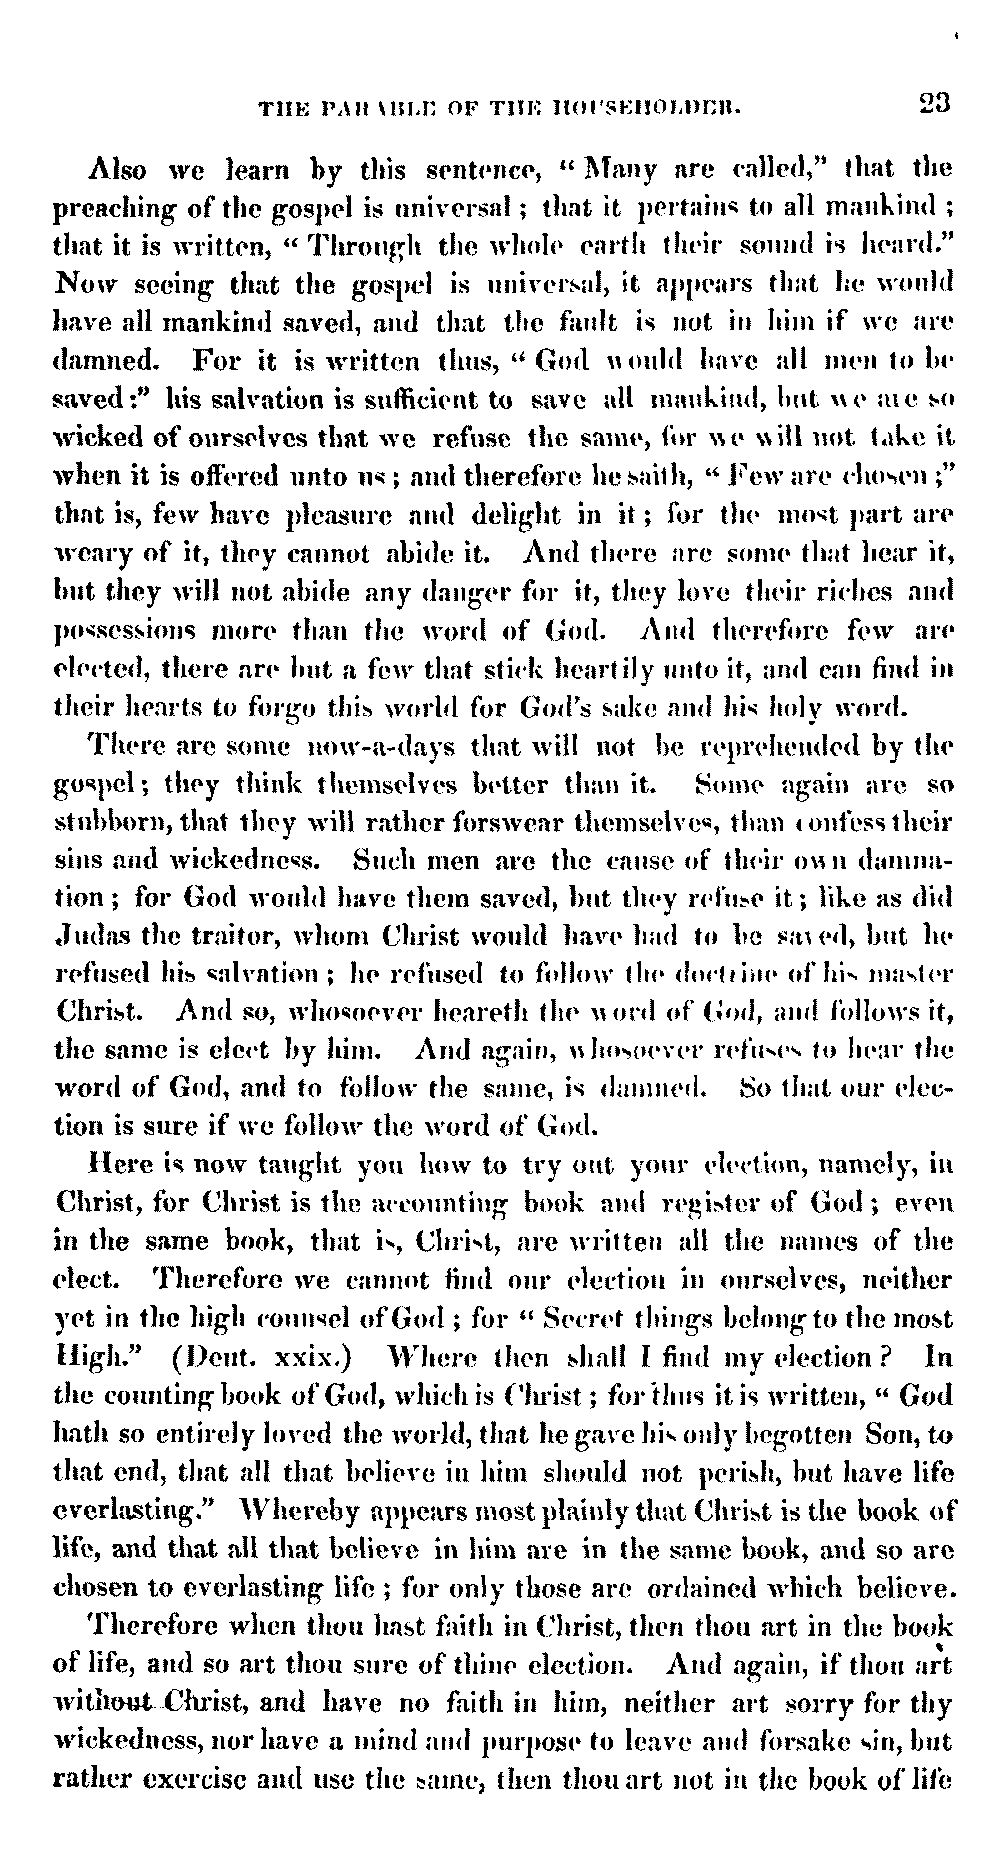 THE PARABLE OF THE HOUSEHOLDER. 23
Also we learn by this sentence, “ Many are called,” that the
preaching of the gospel is universal ; that it pertains to all mankind ;
that it is written, “ Through the whole earth their sound is heard.”
Now seeing that the gospel is universal, it appears that he would
have all mankind saved, and that the fault is not in him if we are
damned. For it is written thus, “ God would have all men to be
saved :” his salvation is sufficient to save all mankind, but we are so
wicked of ourselves that we refuse the same, for we will not take it
when it is offered unto us ; and therefore he saith, “ Few are chosen ;”
that is, few have pleasure and delight in it ; for the most part are
weary of it, they cannot abide it. And there are some that hear it,
but they will not abide any danger for it, they love their riches and
possessions more than the word of God. And therefore few are
elected, there are but a few that stick heartily unto it, and can find in
their hearts to forgo this world for God’s sake and his holy word.
There are some now-a-days that will not be reprehended by the
gospel ; they think themselves better than it. Some again are so
stubborn, that they will rather forswear themselves, than confess their
sins and wickedness. Such men are the cause of their own damna-
tion ; for God would have them saved, but they refuse it ; like as did
Judas the traitor, whom Christ would have had to be saved, but he
refused his salvation ; he refused to follow the doctrine of his master
Christ. And so, whosoever heareth the word of God, and follows it,
the same is elect by him. And again, whosoever refuses to hear the
word of God, and to follow the same, is damned. So that our elec-
tion is sure if we follow the word of God.
Here is now taught you how to try out your election, namely, in
Christ, for Christ is the accounting book and register of God ; even
in the same book, that is, Christ, are written all the names of the
elect. Therefore we cannot find our election in ourselves, neither
yet in the high counsel of God ; for “ Secret things belong to the most
High.” (Deut. xxix.) Where then shall I find my election ? In
the counting book of God, which is Christ ; for thus it is written, “ God
hath so entirely loved the world, that he gave his only begotten Son, to
that end, that all that believe in him should not perish, but have life
everlasting.” Whereby appears most plainly that Christ is the book of
life, and that all that believe in him are in the same book, and so are
chosen to everlasting life ; for only those are ordained which believe.
Therefore when thou hast faith in Christ, then thou art in the book
of life, and so art thou sure of thine election. And again, if thou art
without Christ, and have no faith in him, neither art sorry for thy
wickedness, nor have a mind and purpose to leave and forsake sin, but
rather exercise and use the same, then thou art not in the book of life